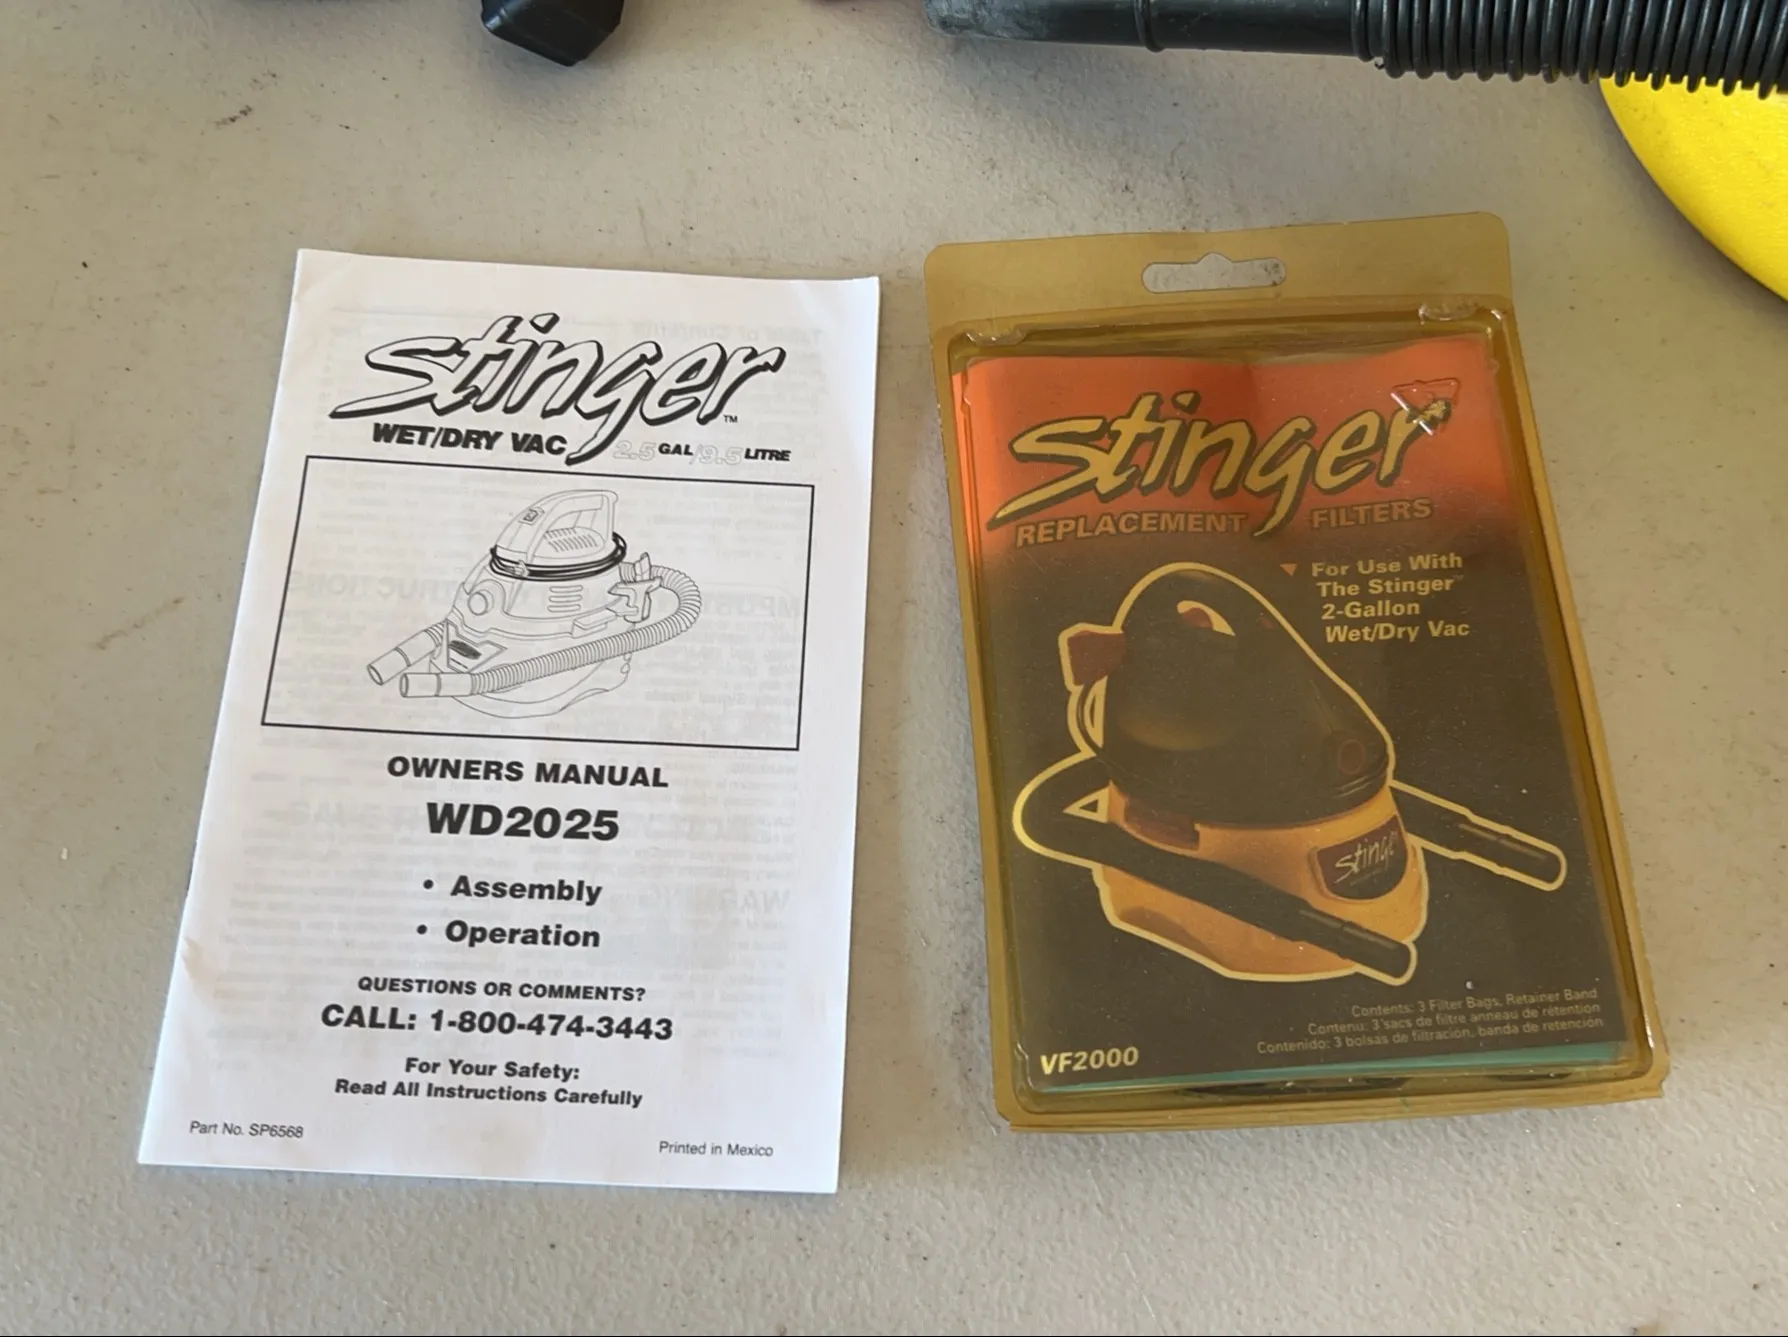 Stinger™
WET/DRY VAC 2.5 GAL/9.5 LITRE
OWNERS MANUAL
WD2025
• Assembly
• Operation
QUESTIONS OR COMMENTS?
CALL: 1-800-474-3443
For Your Safety:
Read All Instructions Carefully
Part No. SP6568
Printed in Mexico
Stinger
REPLACEMENT FILTERS
For Use With
The Stinger™
2-Gallon
Wet/Dry Vac
Stinger
Contents: 3 Filter Bags, Retainer Band
Contenu: 3 sacs de filtre anneau de rétention
Contenido: 3 bolsas de filtración, banda de retención
VF2000